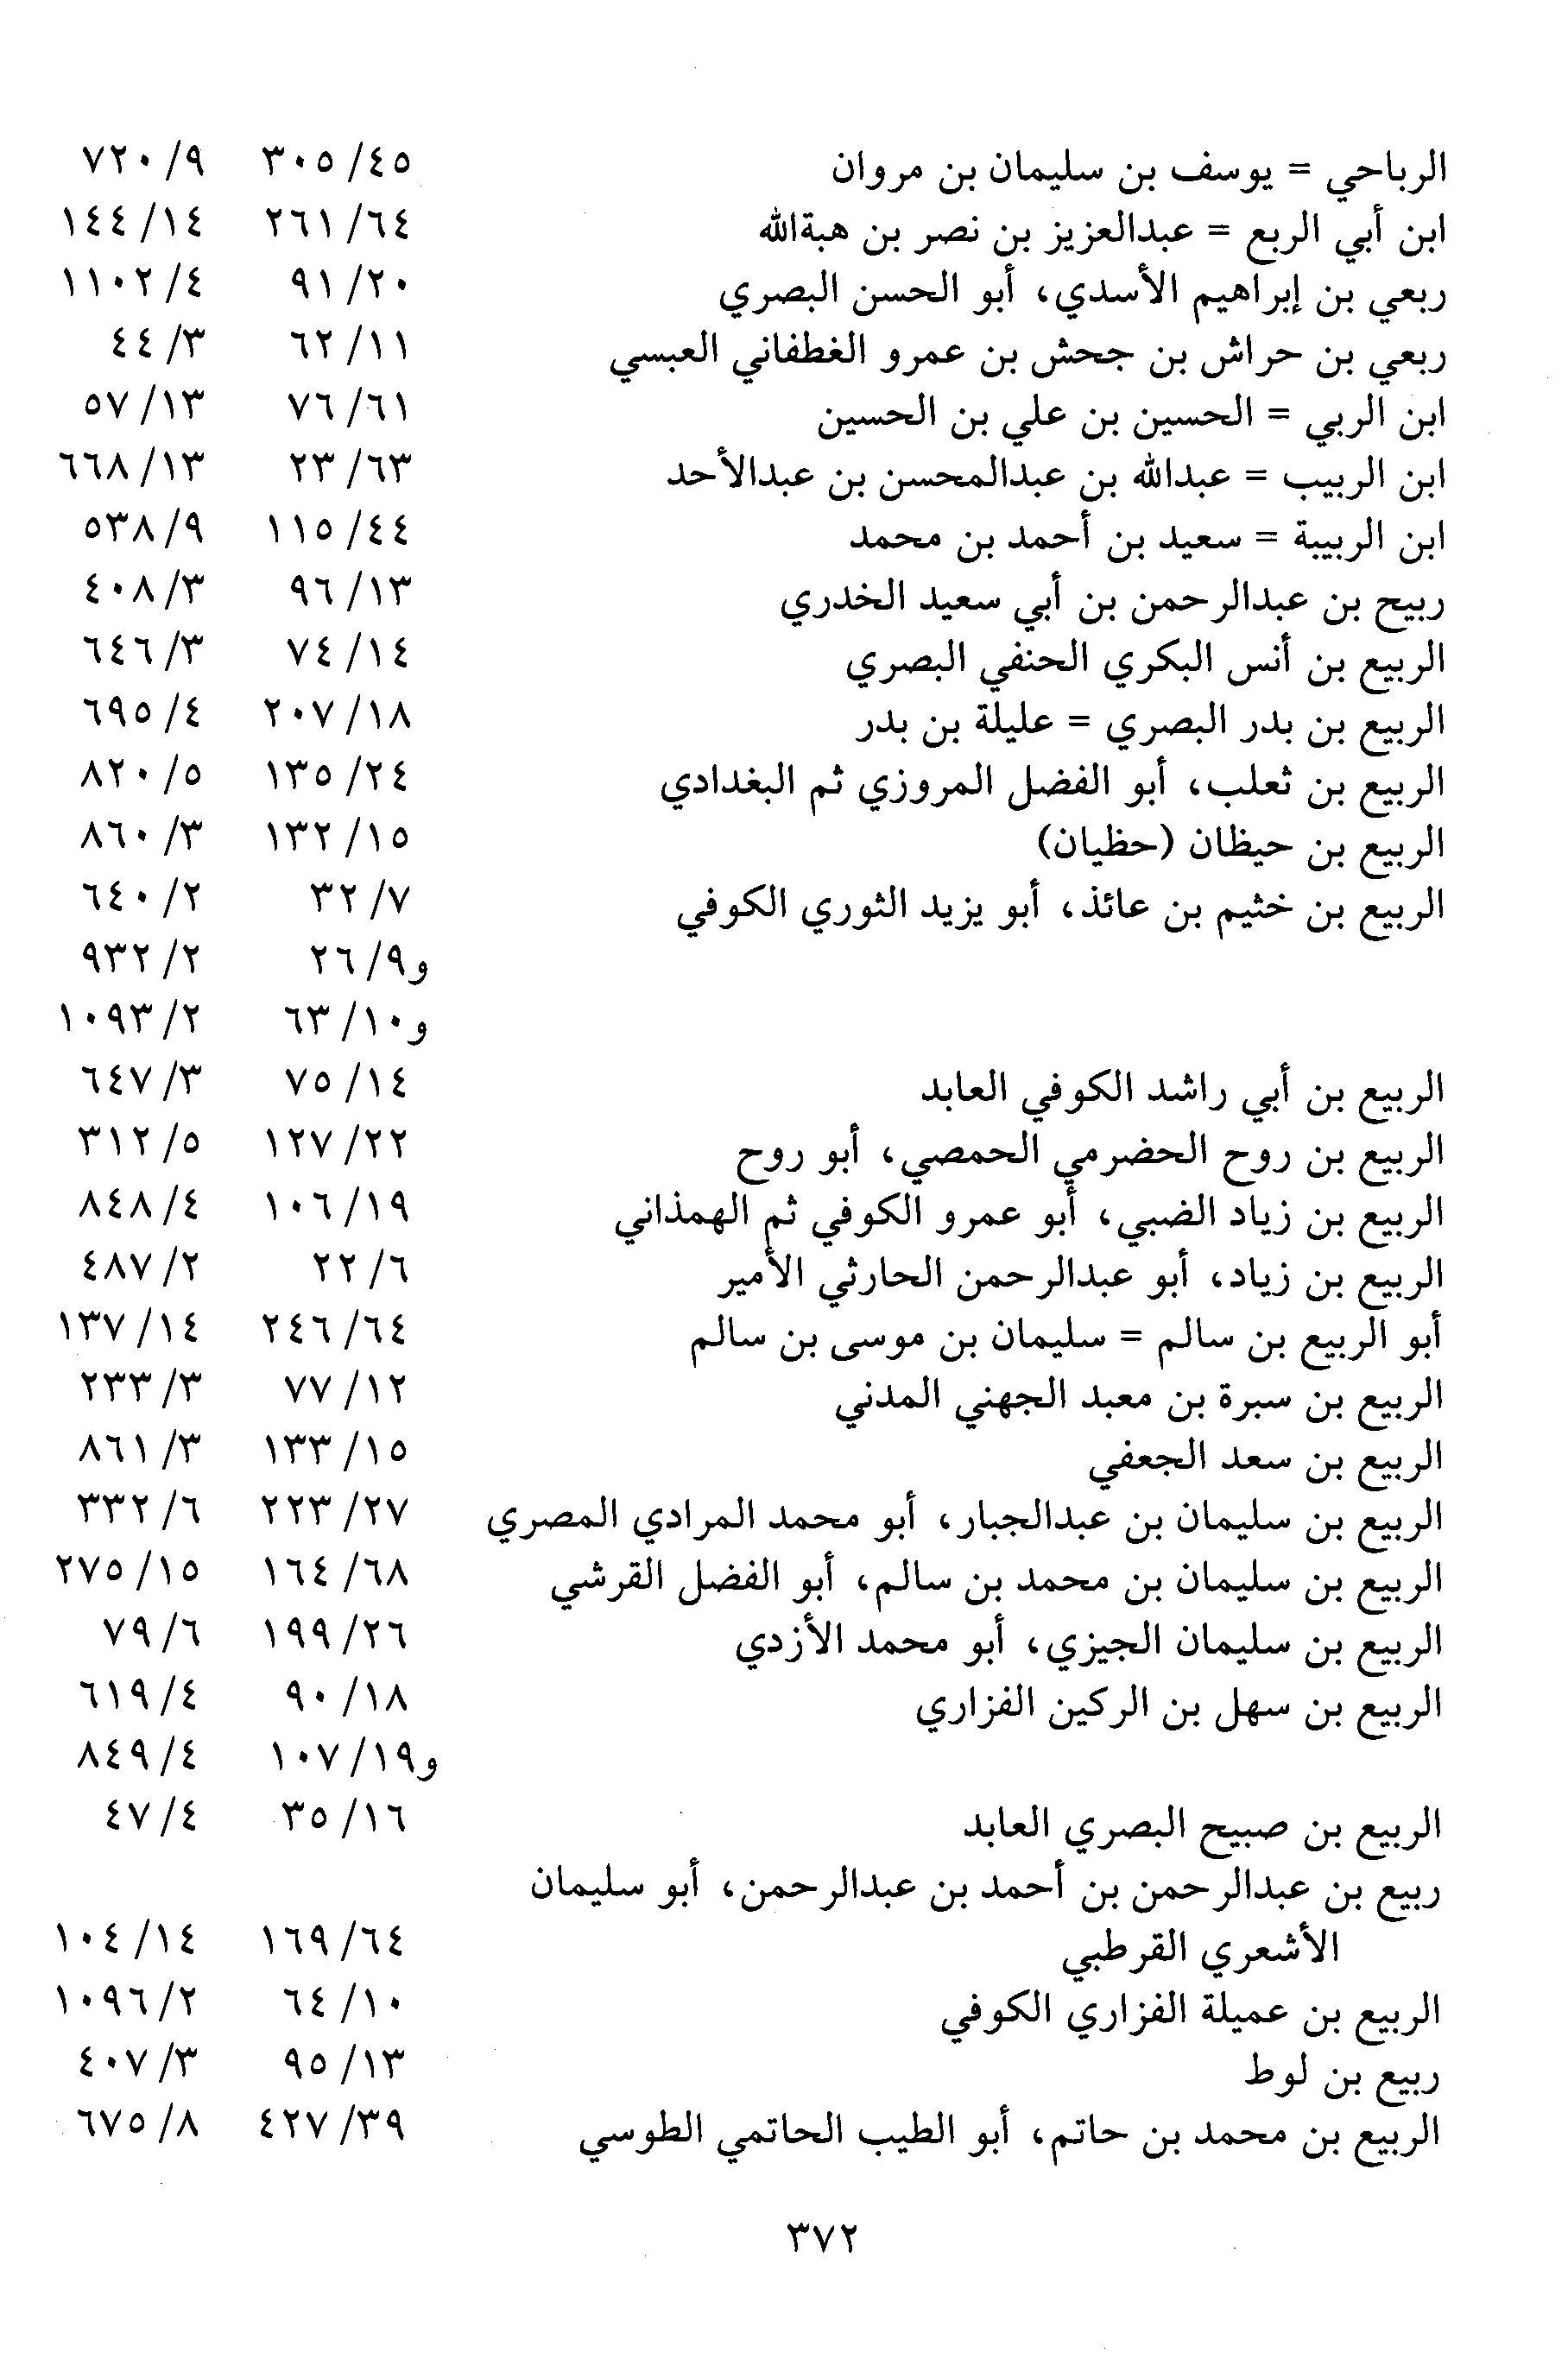 الرباحي = يوسف بن سليمان بن مروان ٣٠٥/٤٥ ٧٢٠/٩
ابن أبي الربع = عبدالعزيز بن نصر بن هبةالله ٢٦١/٦٤ ١٤٤/١٤
ربعي بن إبراهيم الأسدي، أبو الحسن البصري ٩١/٢٠ ١١٠٢/٤
ربعي بن حراش بن جحش بن عمرو الغطفاني العبسي ٦٢/١١ ٤٤/٣
ابن الربي = الحسين بن علي بن الحسين ٧٦/٦١ ٥٧/١٣
ابن الربيب = عبدالله بن عبدالمحسن بن عبدالأحد ٢٣/٦٣ ٦٦٨/١٣
ابن الربيبة = سعيد بن أحمد بن محمد ١١٥/٤٤ ٥٣٨/٩
ربيح بن عبدالرحمن بن أبي سعيد الخدري ٩٦/١٣ ٤٠٨/٣
الربيع بن أنس البكري الحنفي البصري ٧٤/١٤ ٦٤٦/٣
الربيع بن بدر البصري = عليلة بن بدر ٢٠٧/١٨ ٦٩٥/٤
الربيع بن ثعلب، أبو الفضل المروزي ثم البغدادي ١٣٥/٢٤ ٨٢٠/٥
الربيع بن حيظان (حظيان) ١٣٢/١٥ ٨٦٠/٣
الربيع بن خثيم بن عائذ، أبو يزيد الثوري الكوفي ٣٢/٧ ٦٤٠/٢
و٢٦/٩ ٩٣٢/٢
و٦٣/١٠ ١٠٩٣/٢
الربيع بن أبي راشد الكوفي العابد ٧٥/١٤ ٦٤٧/٣
الربيع بن روح الحضرمي الحمصي، أبو روح ١٢٧/٢٢ ٣١٢/٥
الربيع بن زياد الضبي، أبو عمرو الكوفي ثم الهمذاني ١٠٦/١٩ ٨٤٨/٤
الربيع بن زياد، أبو عبدالرحمن الحارثي الأمير ٢٢/٦ ٤٨٧/٢
أبو الربيع بن سالم = سليمان بن موسى بن سالم ٢٤٦/٦٤ ١٣٧/١٤
الربيع بن سبرة بن معبد الجهني المدني ٧٧/١٢ ٢٣٣/٣
الربيع بن سعد الجعفي ١٣٣/١٥ ٨٦١/٣
الربيع بن سليمان بن عبدالجبار، أبو محمد المرادي المصري ٢٢٣/٢٧ ٣٣٢/٦
الربيع بن سليمان بن محمد بن سالم، أبو الفضل القرشي ١٦٤/٦٨ ٢٧٥/١٥
الربيع بن سليمان الجيزي، أبو محمد الأزدي ١٩٩/٢٦ ٧٩/٦
الربيع بن سهل بن الركين الفزاري ٩٠/١٨ ٦١٩/٤
و١٠٧/١٩ ٨٤٩/٤
الربيع بن صبيح البصري العابد ٣٥/١٦ ٤٧/٤
ربيع بن عبدالرحمن بن أحمد بن عبدالرحمن، أبو سليمان
الأشعري القرطبي ١٦٩/٦٤ ١٠٤/١٤
الربيع بن عميلة الفزاري الكوفي ٦٤/١٠ ١٠٩٦/٢
ربيع بن لوط ٩٥/١٣ ٤٠٧/٣
الربيع بن محمد بن حاتم، أبو الطيب الحاتمي الطوسي ٤٢٧/٣٩ ٦٧٥/٨
٣٧٢